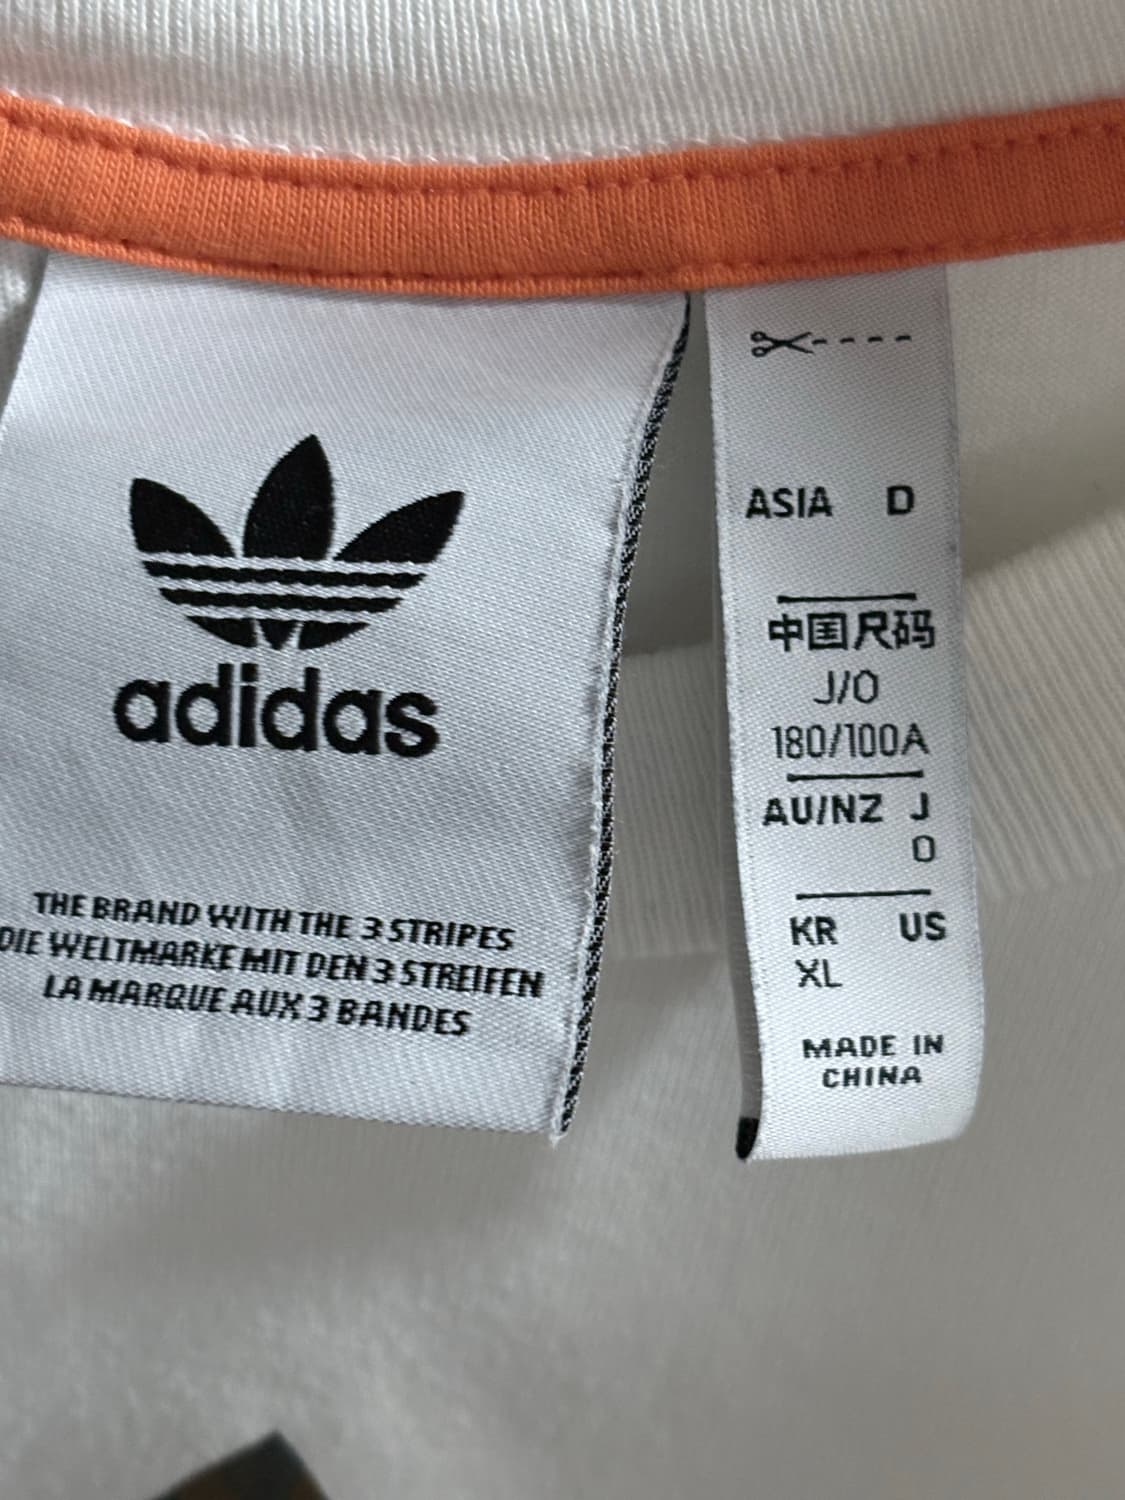 adidas
THE BRAND WITH THE 3 STRIPES
DIE WELTMARKE MIT DEN 3 STREIFEN
LA MARQUE AUX 3 BANDES
ASIA D
中国尺码
J/O
180/100A
AU/NZ J
O
KR US
XL
MADE IN
CHINA